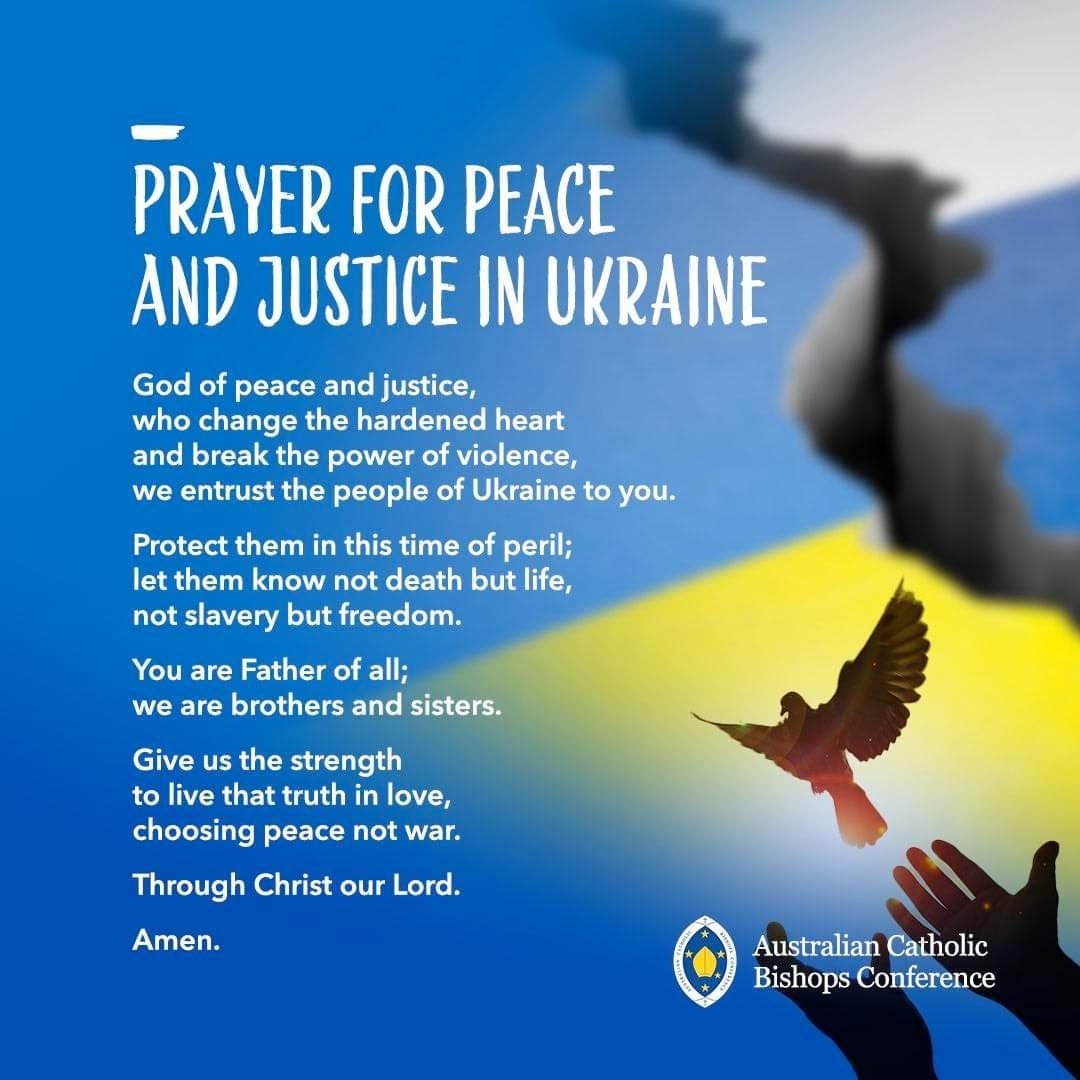 PRAYER FOR PEACE
AND JUSTICE IN UKRAINE
God of peace and justice,
who change the hardened heart
and break the power of violence,
we entrust the people of Ukraine to you.
Protect them in this time of peril;
let them know not death but life,
not slavery but freedom.
You are Father of all;
we are brothers and sisters.
Give us the strength
to live that truth in love,
choosing peace not war.
Through Christ our Lord.
Amen.
Australian Catholic
Bishops Conference